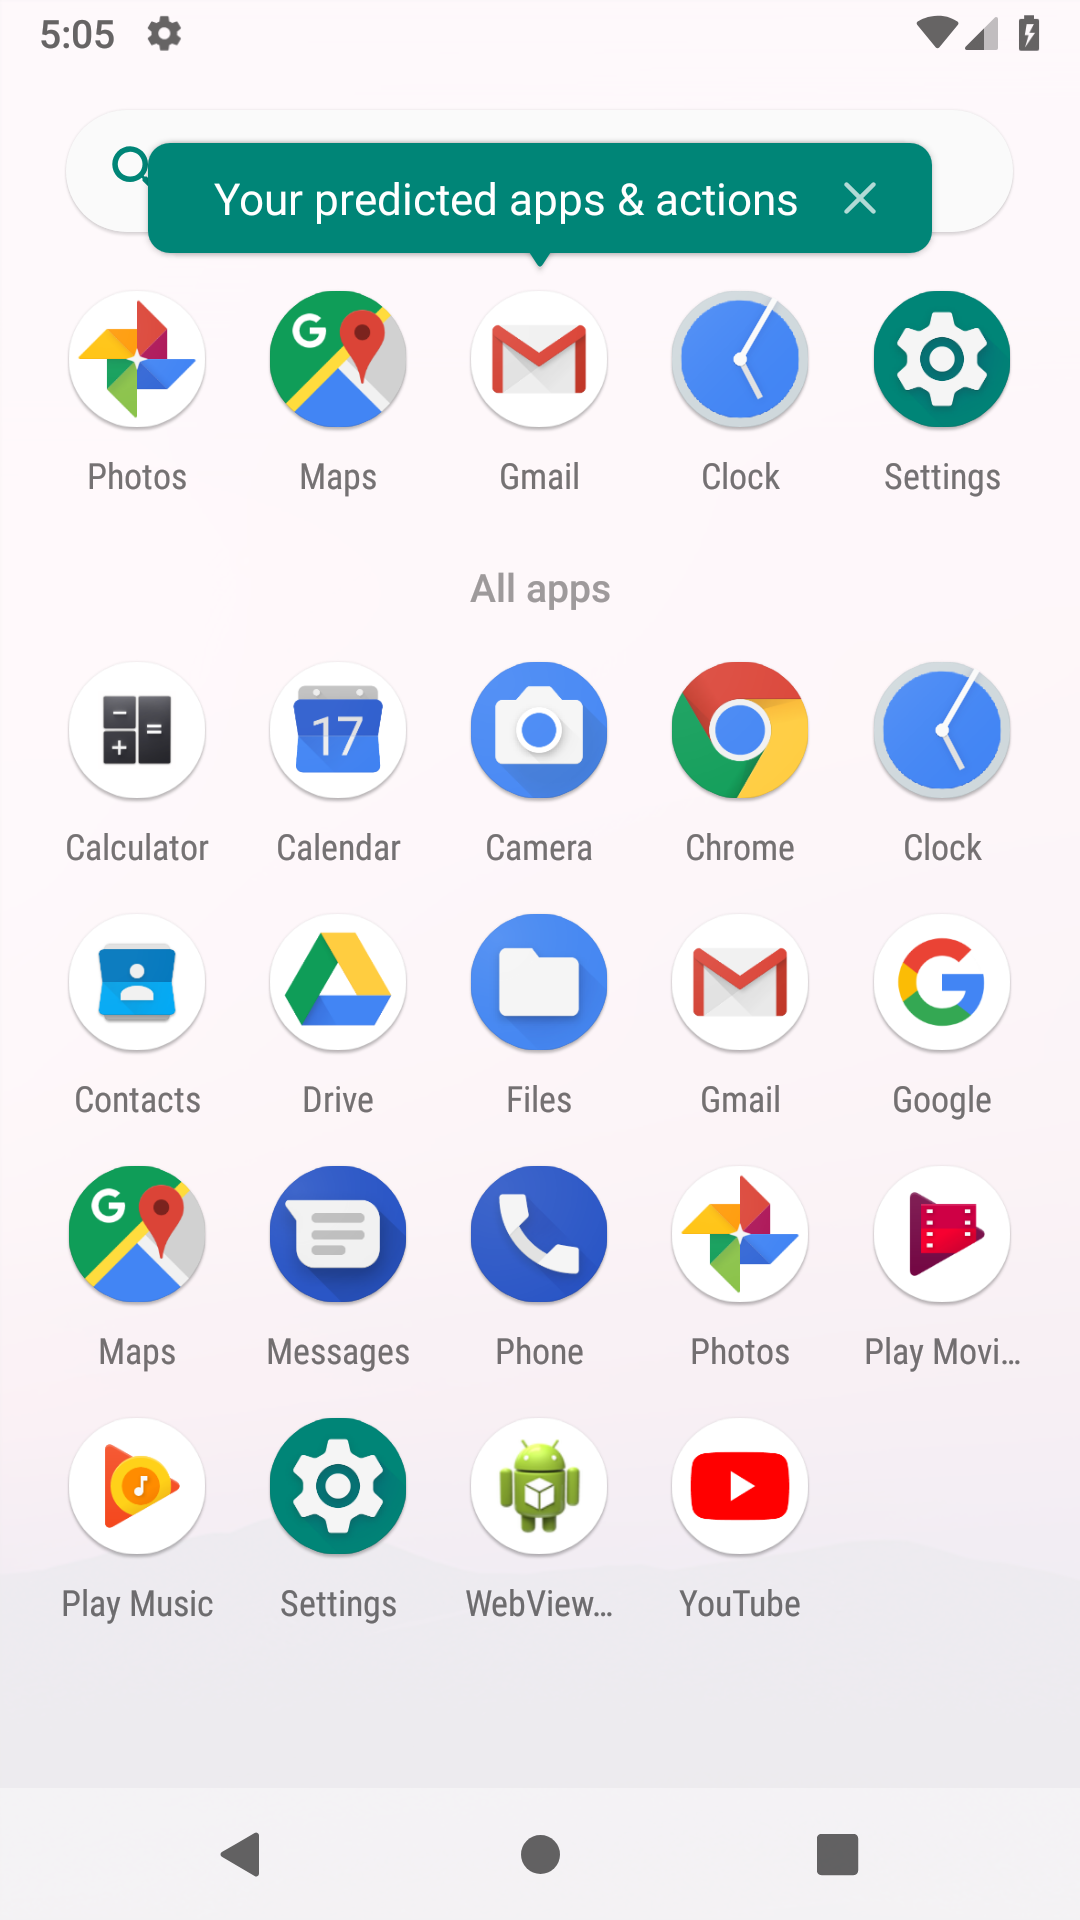 5:05
Your predicted apps & actions
Photos Maps Gmail Clock Settings
All apps
17
Calculator Calendar Camera Chrome Clock
Contacts Drive Files Gmail Google
Maps Messages Phone Photos Play Movi...
Play Music Settings WebView... YouTube